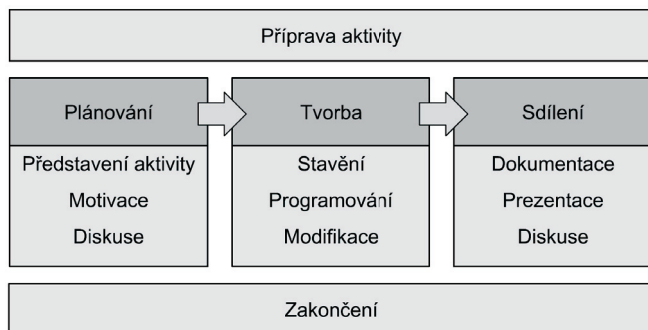 Příprava aktivity
Plánování
Představení aktivity
Motivace
Diskuse
Tvorba
Stavění
Programování
Modifikace
Sdílení
Dokumentace
Prezentace
Diskuse
Zakončení